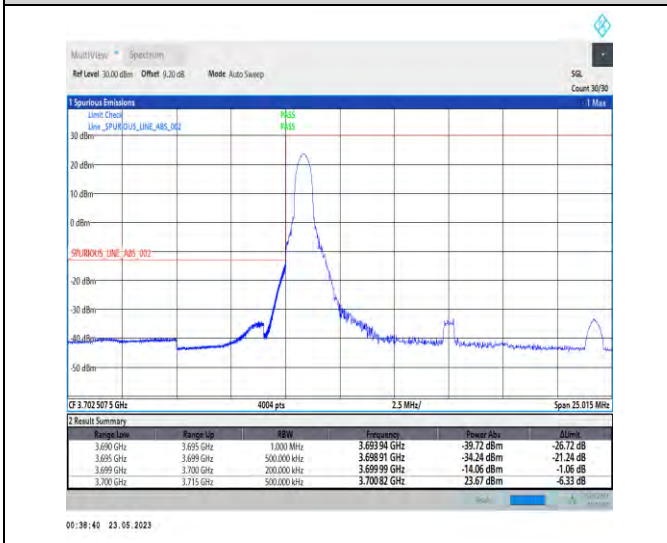 MultiView Spectrum
Ref Level 30.00 dBm Offset 9.20 dB Mode Auto Sweep SGL
Count 30/30
1 Spurious Emissions 1 Max
Limit Check PASS
Line _SPURIOUS_LINE_ABS_002 PASS
30 dBm
20 dBm
10 dBm
0 dBm
_SPURIOUS_LINE_ABS_002
-20 dBm
-30 dBm
-40 dBm
-50 dBm
CF 3.702 507 5 GHz 4004 pts 2.5 MHz/ Span 25.015 MHz
2 Result Summary
Range Low Range Up RBW Frequency Power Abs ΔLimit
3.690 GHz 3.695 GHz 1.000 MHz 3.693 94 GHz -39.72 dBm -26.72 dB
3.695 GHz 3.699 GHz 500.000 kHz 3.698 91 GHz -34.24 dBm -21.24 dB
3.699 GHz 3.700 GHz 200.000 kHz 3.699 99 GHz -14.06 dBm -1.06 dB
3.700 GHz 3.715 GHz 500.000 kHz 3.700 82 GHz 23.67 dBm -6.33 dB
00:38:40 23.05.2023